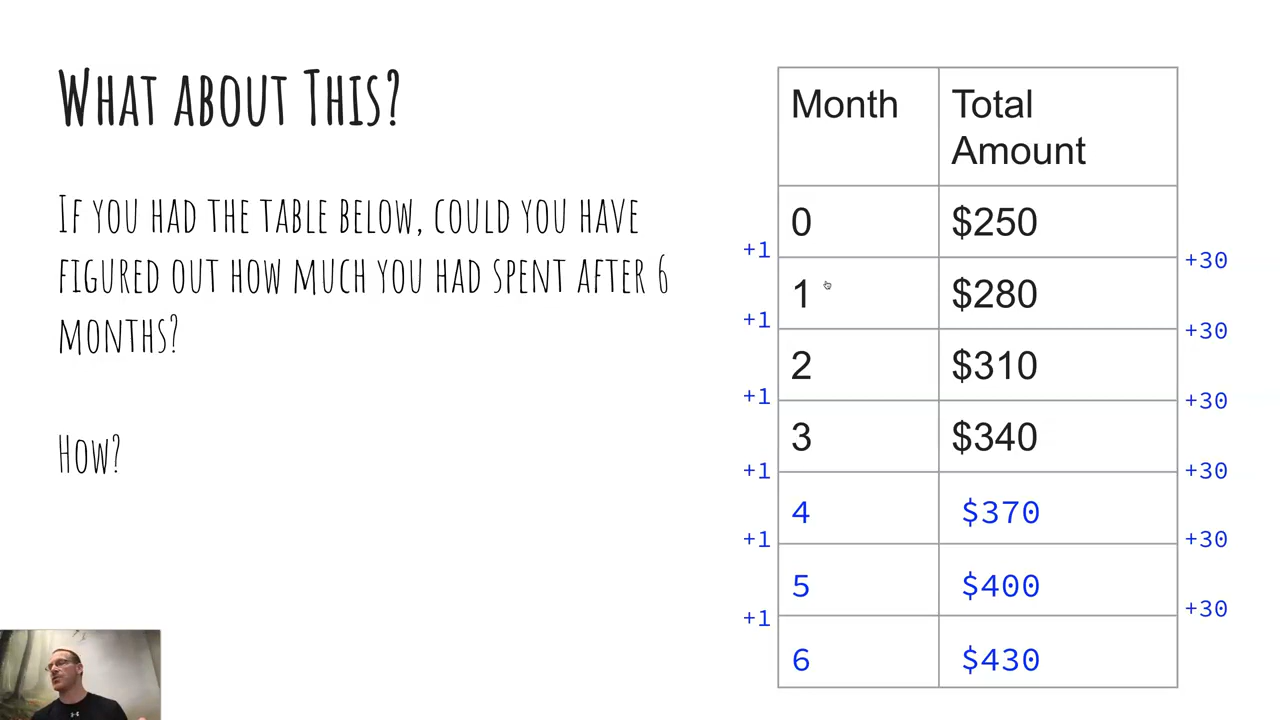 What about This?
If you had the table below, could you have
figured out how much you had spent after 6
months?
How?
Month Total
Amount
0 $250
+1 +30
1 $280
+1 +30
2 $310
+1 +30
3 $340
+1 +30
4 $370
+1 +30
5 $400
+1 +30
6 $430